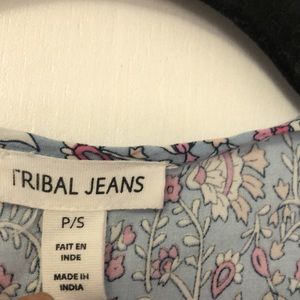 TRIBAL JEANS
P/S
FAIT EN
INDE
MADE IN
INDIA